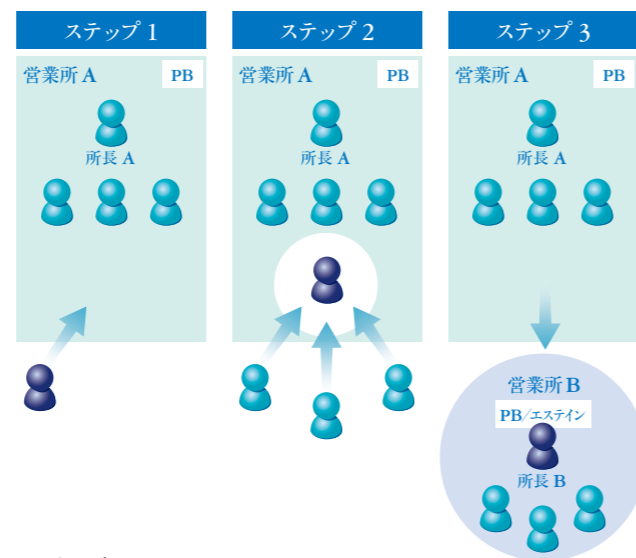 ステップ 1
営業所 A
PB
所長 A
ステップ 2
営業所 A
PB
所長 A
ステップ 3
営業所 A
PB
所長 A
営業所 B
PB/エステイン
所長 B